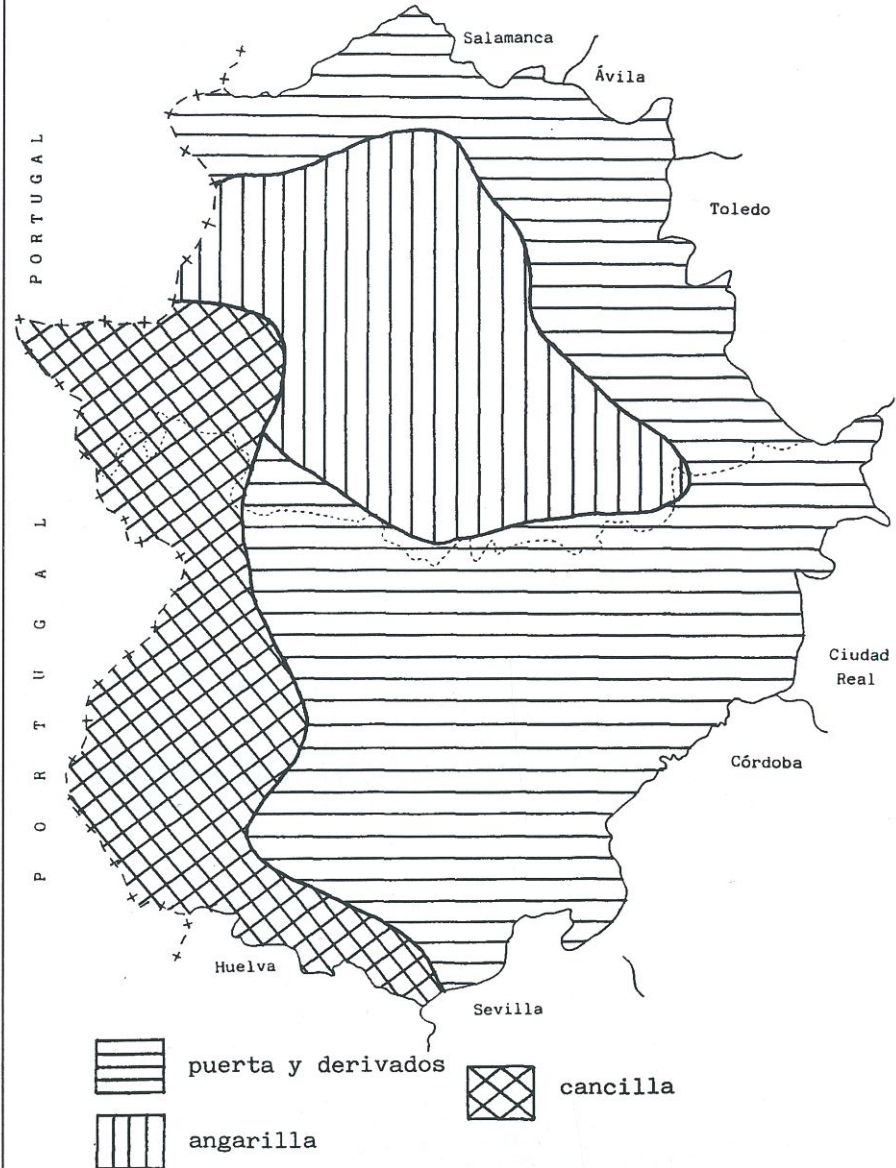 Salamanca
Ávila
PORTUGAL
Toledo
PORTUGAL
Ciudad
Real
Córdoba
Huelva
Sevilla
puerta y derivados
cancilla
angarilla